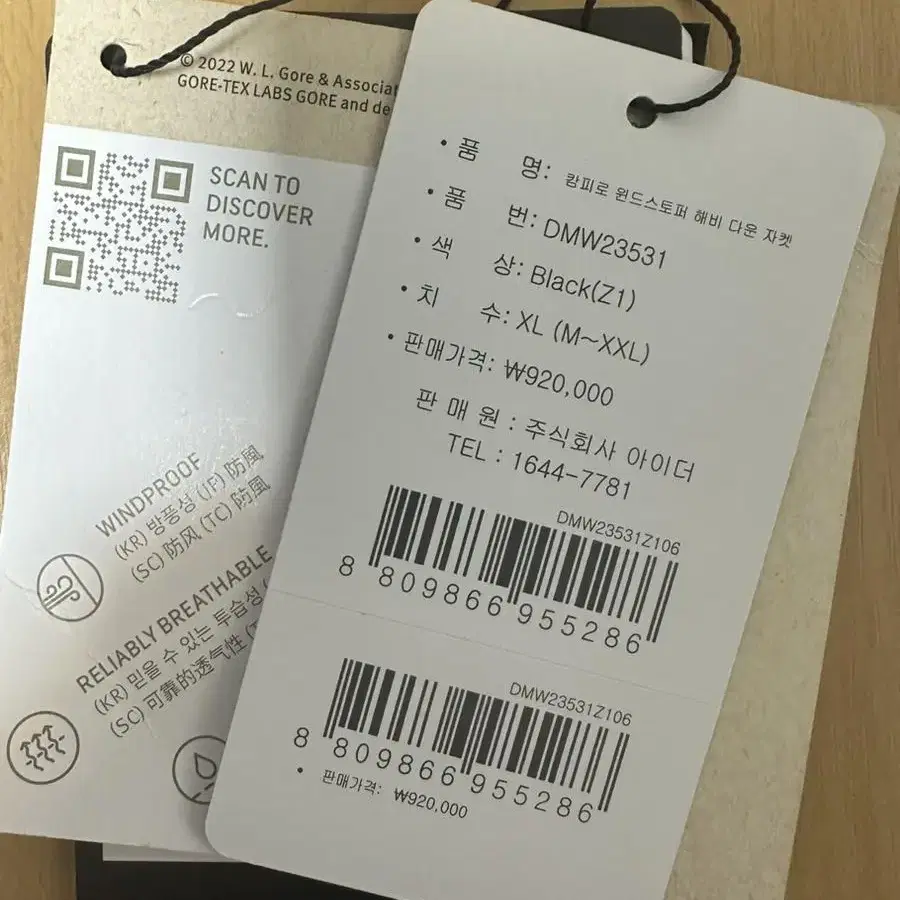 © 2022 W. L. Gore & Associa
GORE-TEX LABS GORE and de
SCAN TO
DISCOVER
MORE.
WINDPROOF
(KR) 방풍성 (JP) 防風
(SC) 防风 (TC) 防風
RELIABLY BREATHABLE
(KR) 믿을 수 있는 투습성
(SC) 可靠的透气性
• 품 명: 캄피로 윈드스토퍼 해비 다운 자켓
• 품 번: DMW23531
• 색 상: Black(Z1)
• 치 수: XL (M~XXL)
• 판매가격: ₩920,000
판 매 원 : 주식회사 아이더
TEL : 1644-7781
DMW23531Z106
8 809866 955286
DMW23531Z106
8 809866 955286
• 판매가격: ₩920,000